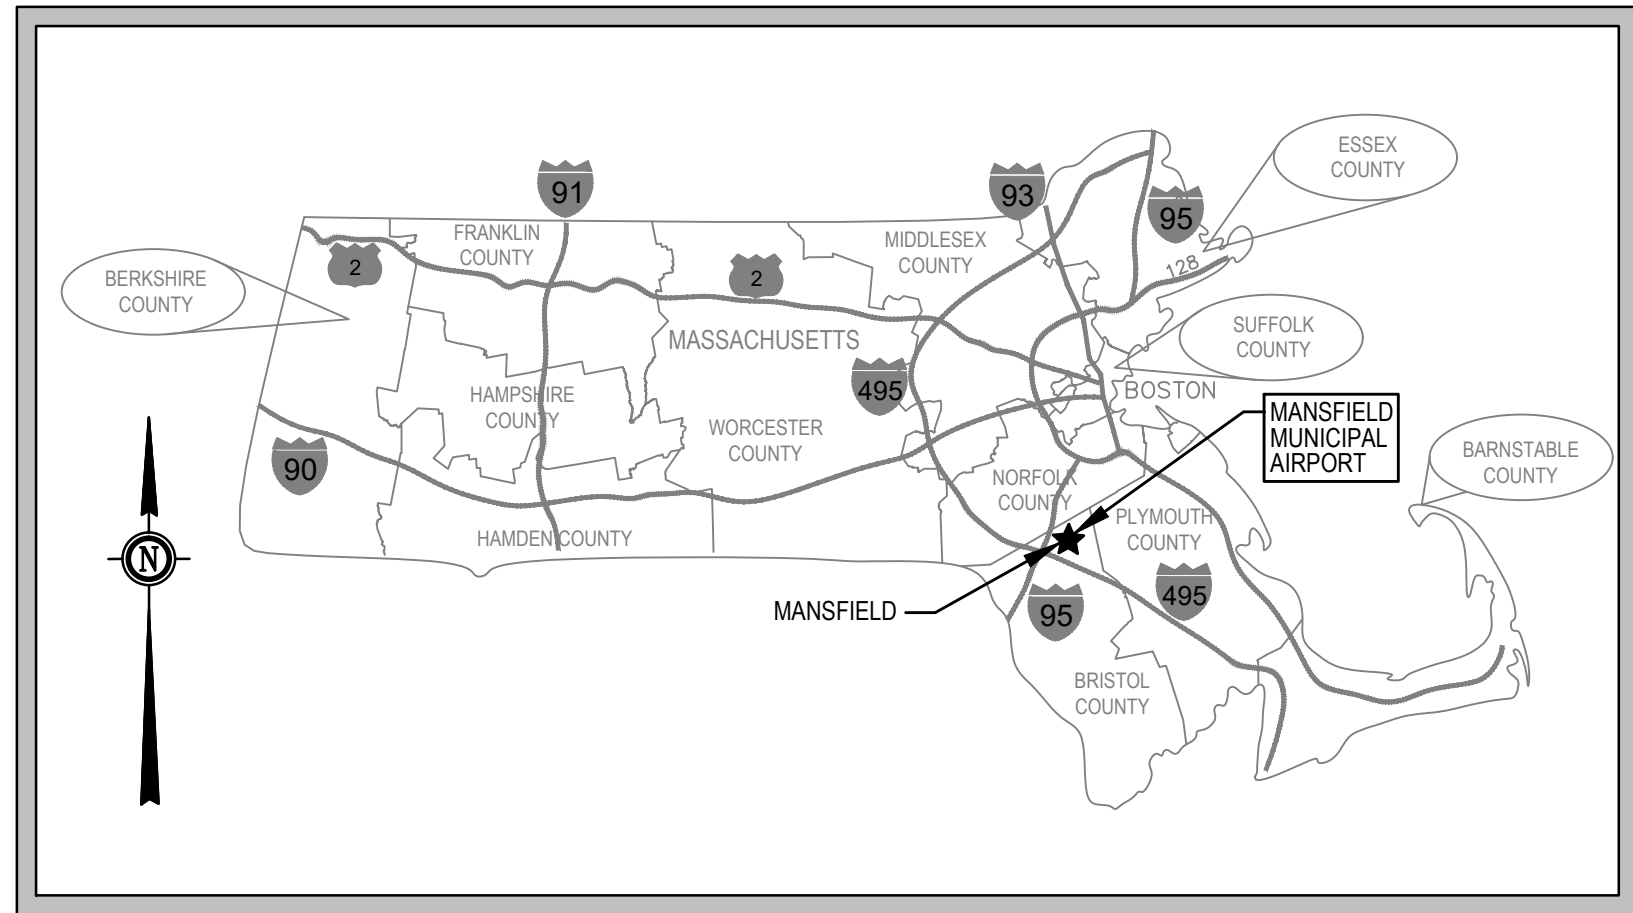 ESSEX
COUNTY
91
93
95
FRANKLIN
COUNTY
MIDDLESEX
COUNTY
2
128
BERKSHIRE
COUNTY
2
SUFFOLK
COUNTY
MASSACHUSETTS
495
HAMPSHIRE
COUNTY
BOSTON
MANSFIELD
MUNICIPAL
AIRPORT
WORCESTER
COUNTY
BARNSTABLE
COUNTY
90
NORFOLK
COUNTY
PLYMOUTH
COUNTY
HAMDEN COUNTY
N
495
MANSFIELD
95
BRISTOL
COUNTY